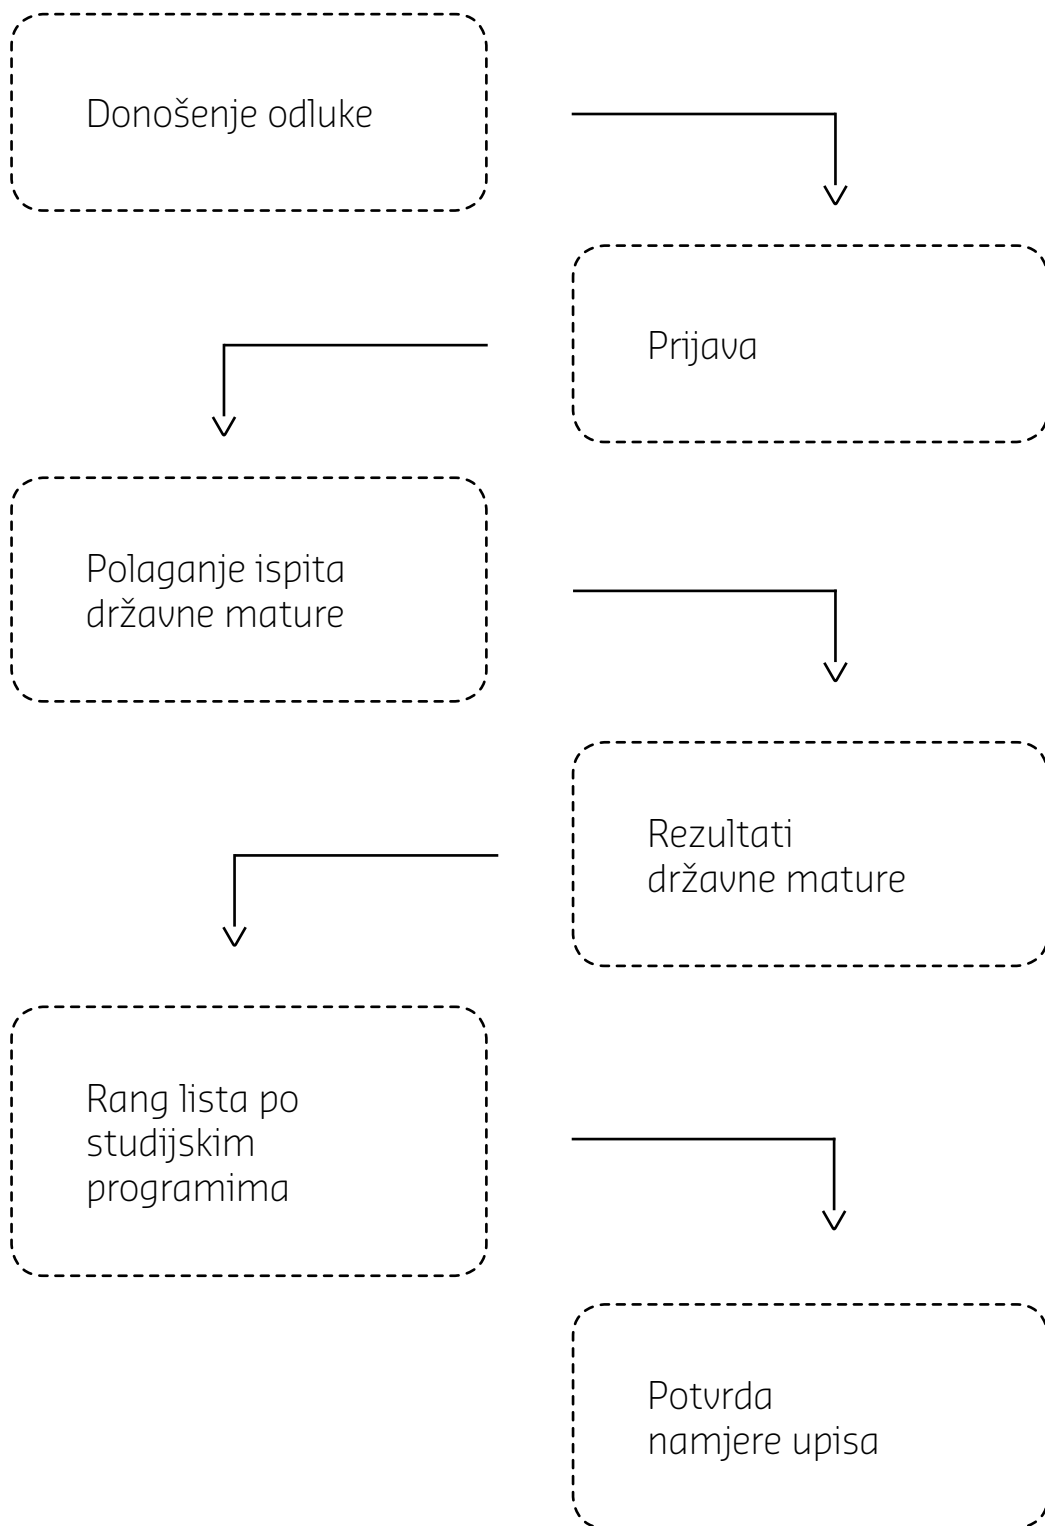 Donošenje odluke
Prijava
Polaganje ispita
državne mature
Rezultati
državne mature
Rang lista po
studijskim
programima
Potvrda
namjere upisa